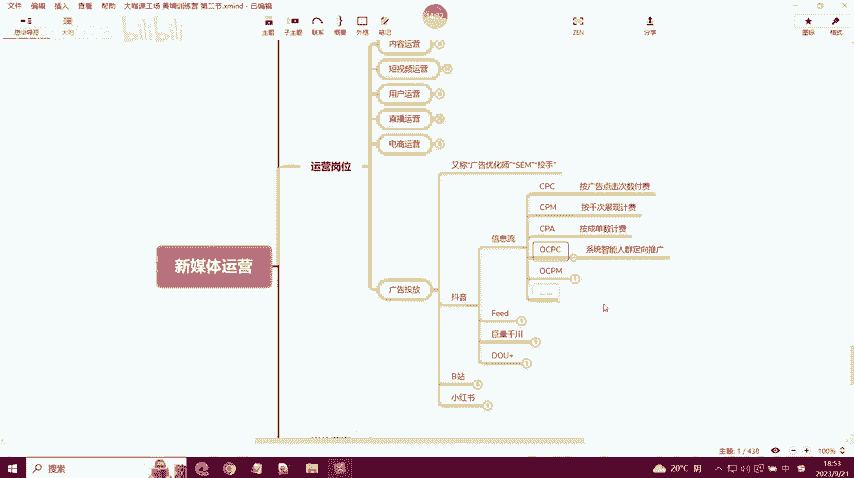 文件 编辑 插入 查看 帮助 大咖源工场 黄埔训练营 第二节.xmind - 已编辑
思维导图 大纲
主题 子主题 联系 概要 外框 笔记
ZEN 分享 图标 格式
bilibili
内容运营
短视频运营
用户运营
直播运营
电商运营
运营岗位
又称"广告优化师""SEM""投手"
CPC 按广告点击次数付费
CPM 按千次展现计费
CPA 按成单数计费
信息流
OCPC 系统智能人群定向推广
新媒体运营
OCPM
广告投放
......
抖音
Feed
巨量千川
DOU+
B站
小红书
主题: 1 / 438 100%
搜索
20°C 阴
中
18:53
2023/9/21